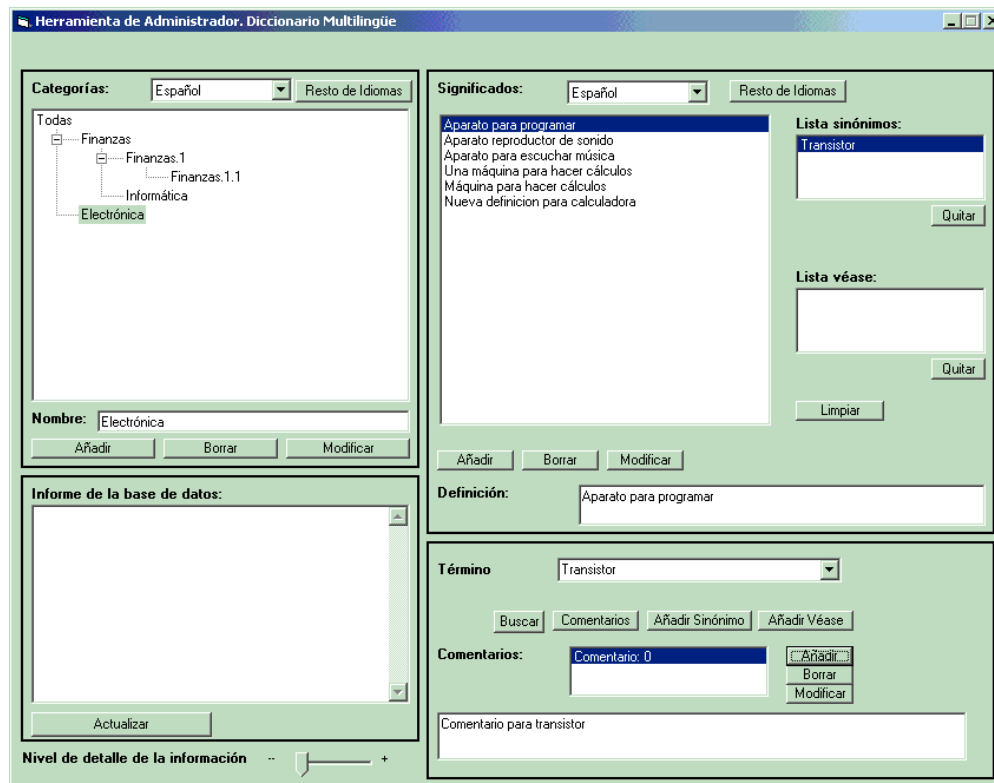 Herramienta de Administrador. Diccionario Multilingüe
Categorías:
Español
Resto de Idiomas
Todas
Finanzas
Finanzas.1
Finanzas.1.1
Informática
Electrónica
Nombre:
Electrónica
Añadir
Borrar
Modificar
Informe de la base de datos:
Actualizar
Nivel de detalle de la información -- +
Significados:
Español
Resto de Idiomas
Aparato para programar
Aparato reproductor de sonido
Aparato para escuchar música
Una máquina para hacer cálculos
Máquina para hacer cálculos
Nueva definicion para calculadora
Lista sinónimos:
Transistor
Quitar
Lista véase:
Quitar
Limpiar
Añadir
Borrar
Modificar
Definición:
Aparato para programar
Término
Transistor
Buscar
Comentarios
Añadir Sinónimo
Añadir Véase
Comentarios:
Comentario: 0
Añadir
Borrar
Modificar
Comentario para transistor